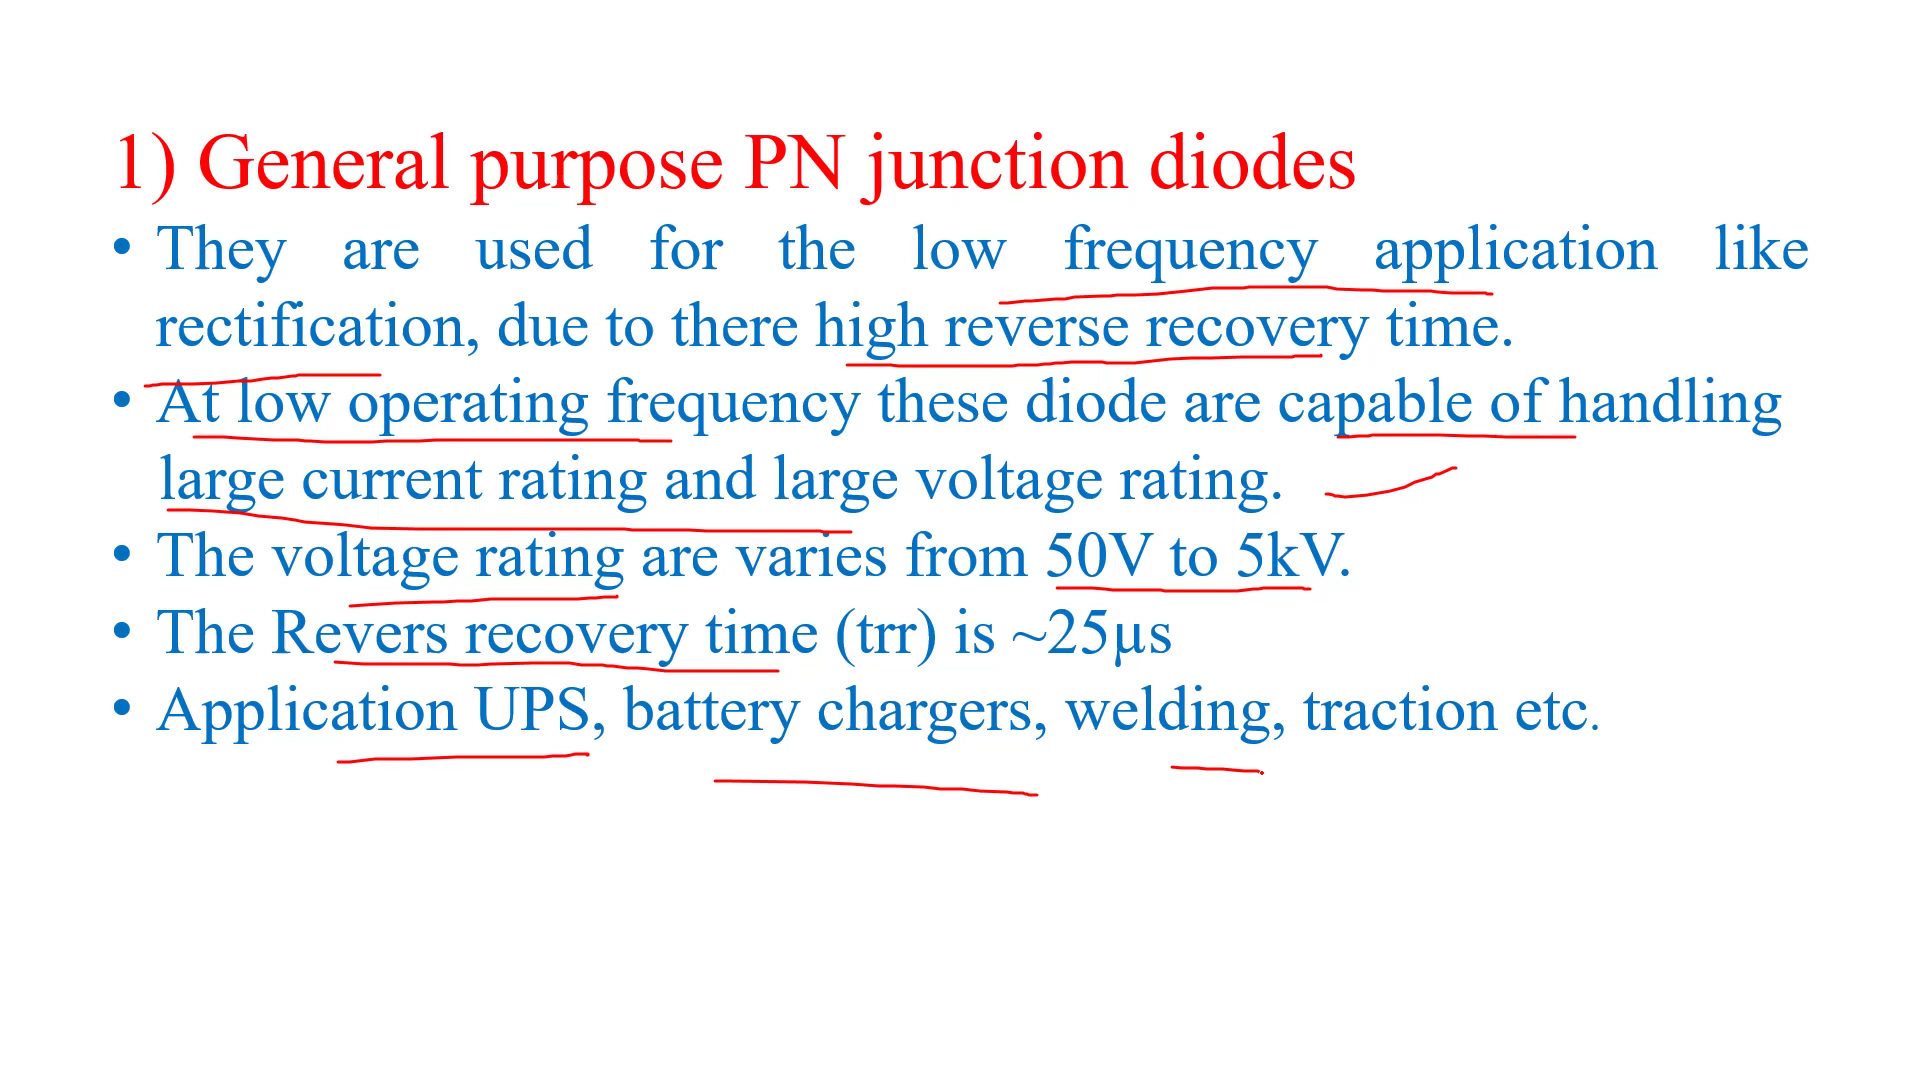 1) General purpose PN junction diodes
• They are used for the low frequency application like
rectification, due to there high reverse recovery time.
• At low operating frequency these diode are capable of handling
large current rating and large voltage rating.
• The voltage rating are varies from 50V to 5kV.
• The Revers recovery time (trr) is ~25µs
• Application UPS, battery chargers, welding, traction etc.